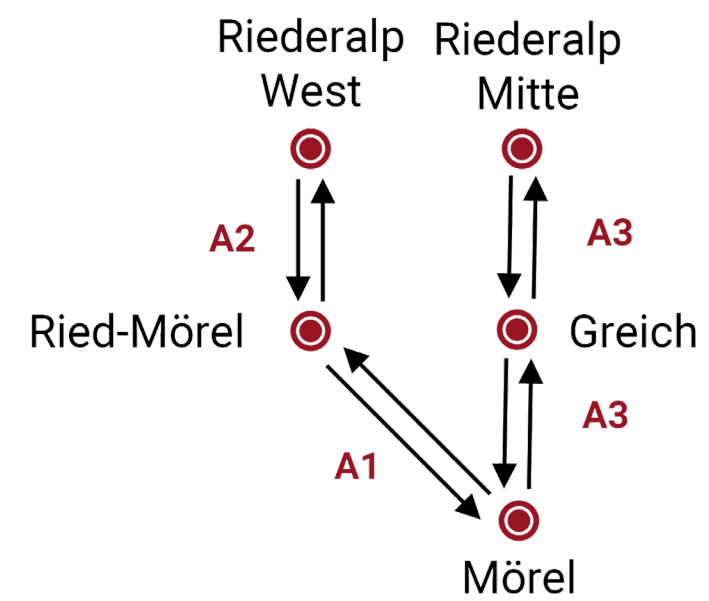 Riederalp
West
Riederalp
Mitte
A2
A3
Ried-Mörel
Greich
A1
A3
Mörel